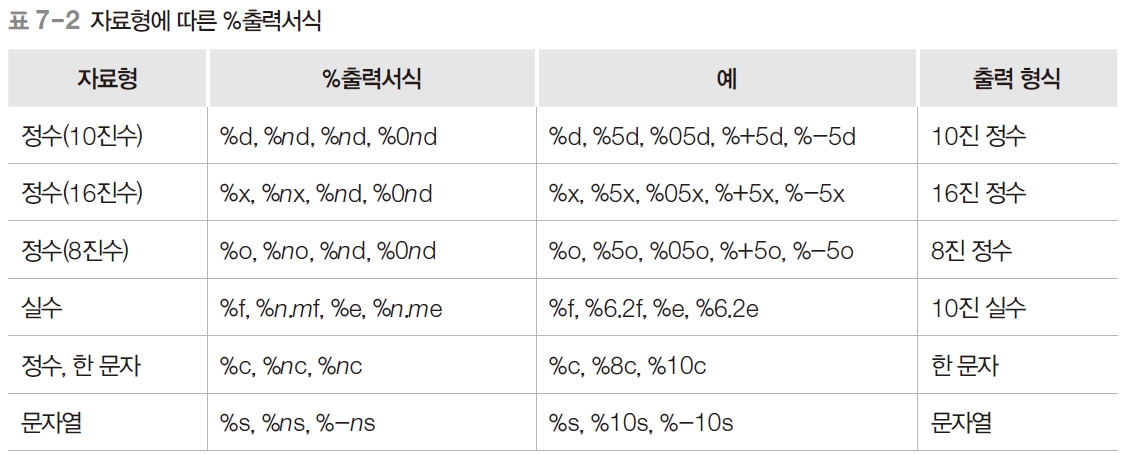 표 7-2 자료형에 따른 %출력서식
자료형 %출력서식 예 출력 형식
정수(10진수) %d, %nd, %nd, %0nd %d, %5d, %05d, %+5d, %-5d 10진 정수
정수(16진수) %x, %nx, %nd, %0nd %x, %5x, %05x, %+5x, %-5x 16진 정수
정수(8진수) %o, %no, %nd, %0nd %o, %5o, %05o, %+5o, %-5o 8진 정수
실수 %f, %n.mf, %e, %n.me %f, %6.2f, %e, %6.2e 10진 실수
정수, 한 문자 %c, %nc, %nc %c, %8c, %10c 한 문자
문자열 %s, %ns, %-ns %s, %10s, %-10s 문자열